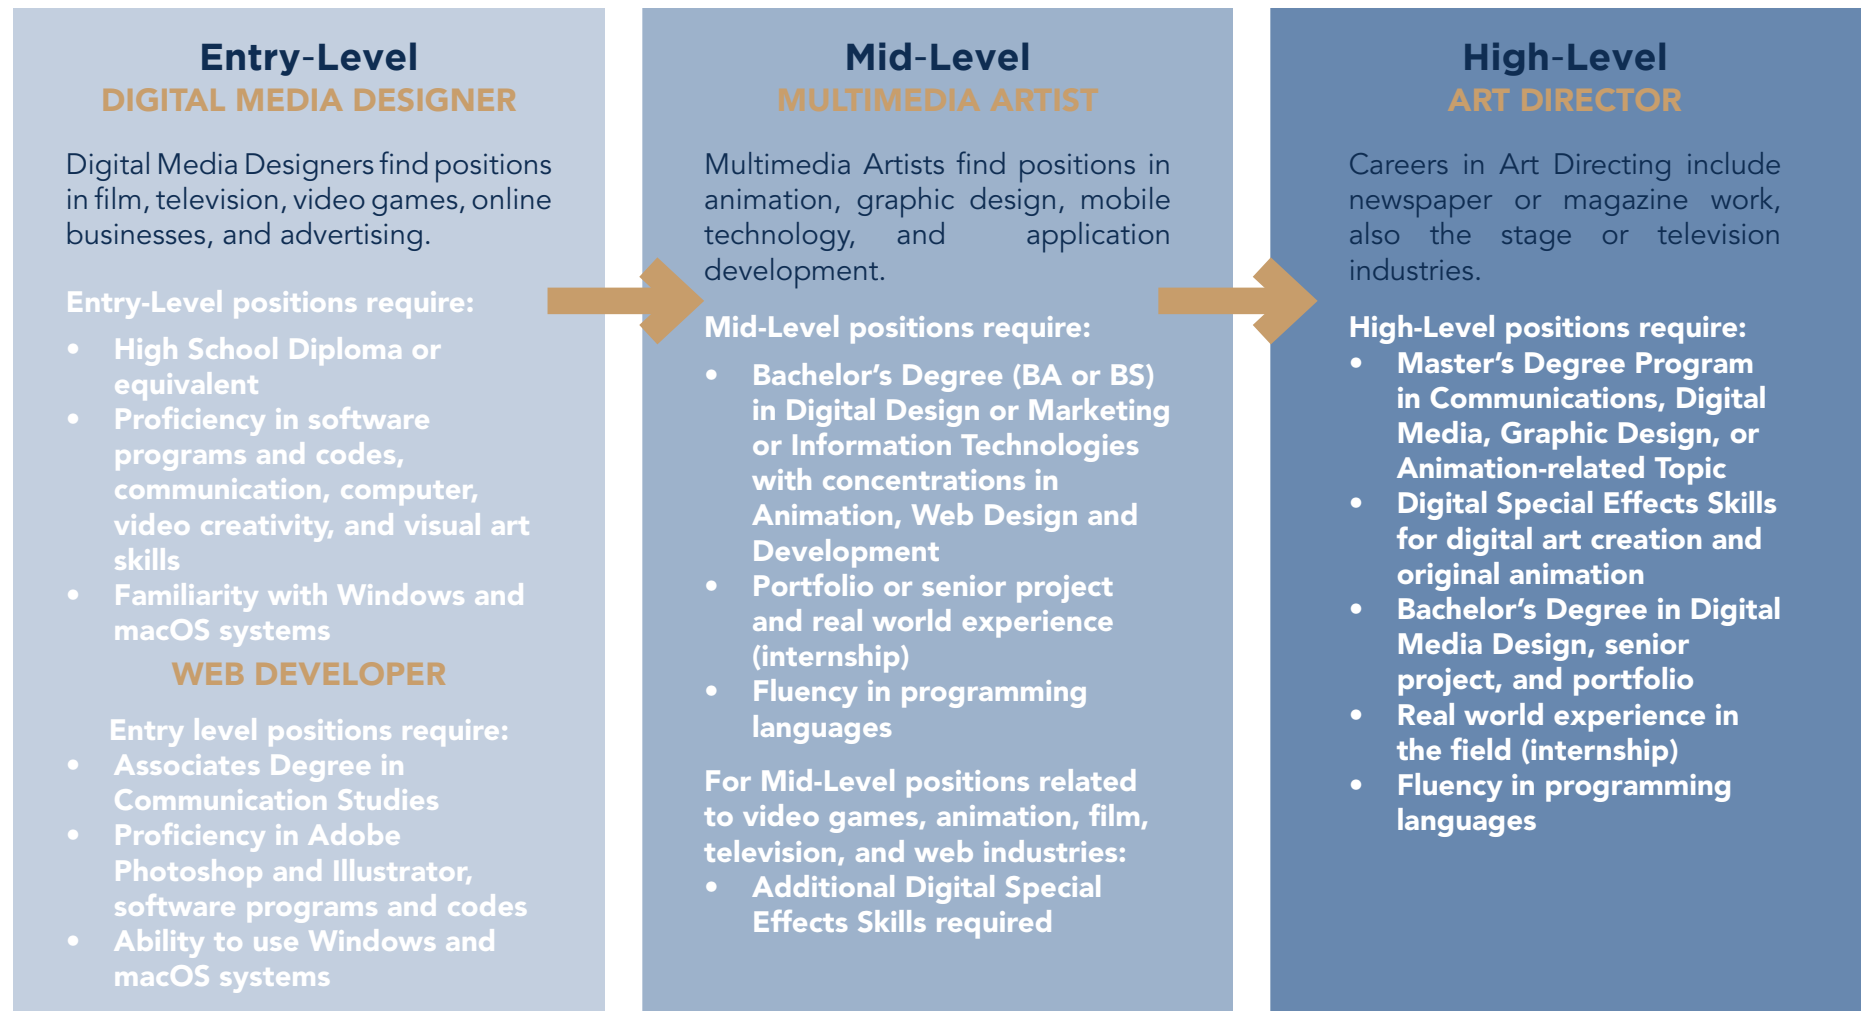 Entry-Level
DIGITAL MEDIA DESIGNER
Digital Media Designers find positions
in film, television, video games, online
businesses, and advertising.
Entry-Level positions require:
• High School Diploma or
equivalent
• Proficiency in software
programs and codes,
communication, computer,
video creativity, and visual art
skills
• Familiarity with Windows and
macOS systems
WEB DEVELOPER
Entry level positions require:
• Associates Degree in
Communication Studies
• Proficiency in Adobe
Photoshop and Illustrator,
software programs and codes
• Ability to use Windows and
macOS systems
Mid-Level
MULTIMEDIA ARTIST
Multimedia Artists find positions in
animation, graphic design, mobile
technology, and application
development.
Mid-Level positions require:
• Bachelor's Degree (BA or BS)
in Digital Design or Marketing
or Information Technologies
with concentrations in
Animation, Web Design and
Development
• Portfolio or senior project
and real world experience
(internship)
• Fluency in programming
languages
For Mid-Level positions related
to video games, animation, film,
television, and web industries:
• Additional Digital Special
Effects Skills required
High-Level
ART DIRECTOR
Careers in Art Directing include
newspaper or magazine work,
also the stage or television
industries.
High-Level positions require:
• Master's Degree Program
in Communications, Digital
Media, Graphic Design, or
Animation-related Topic
• Digital Special Effects Skills
for digital art creation and
original animation
• Bachelor's Degree in Digital
Media Design, senior
project, and portfolio
• Real world experience in
the field (internship)
• Fluency in programming
languages